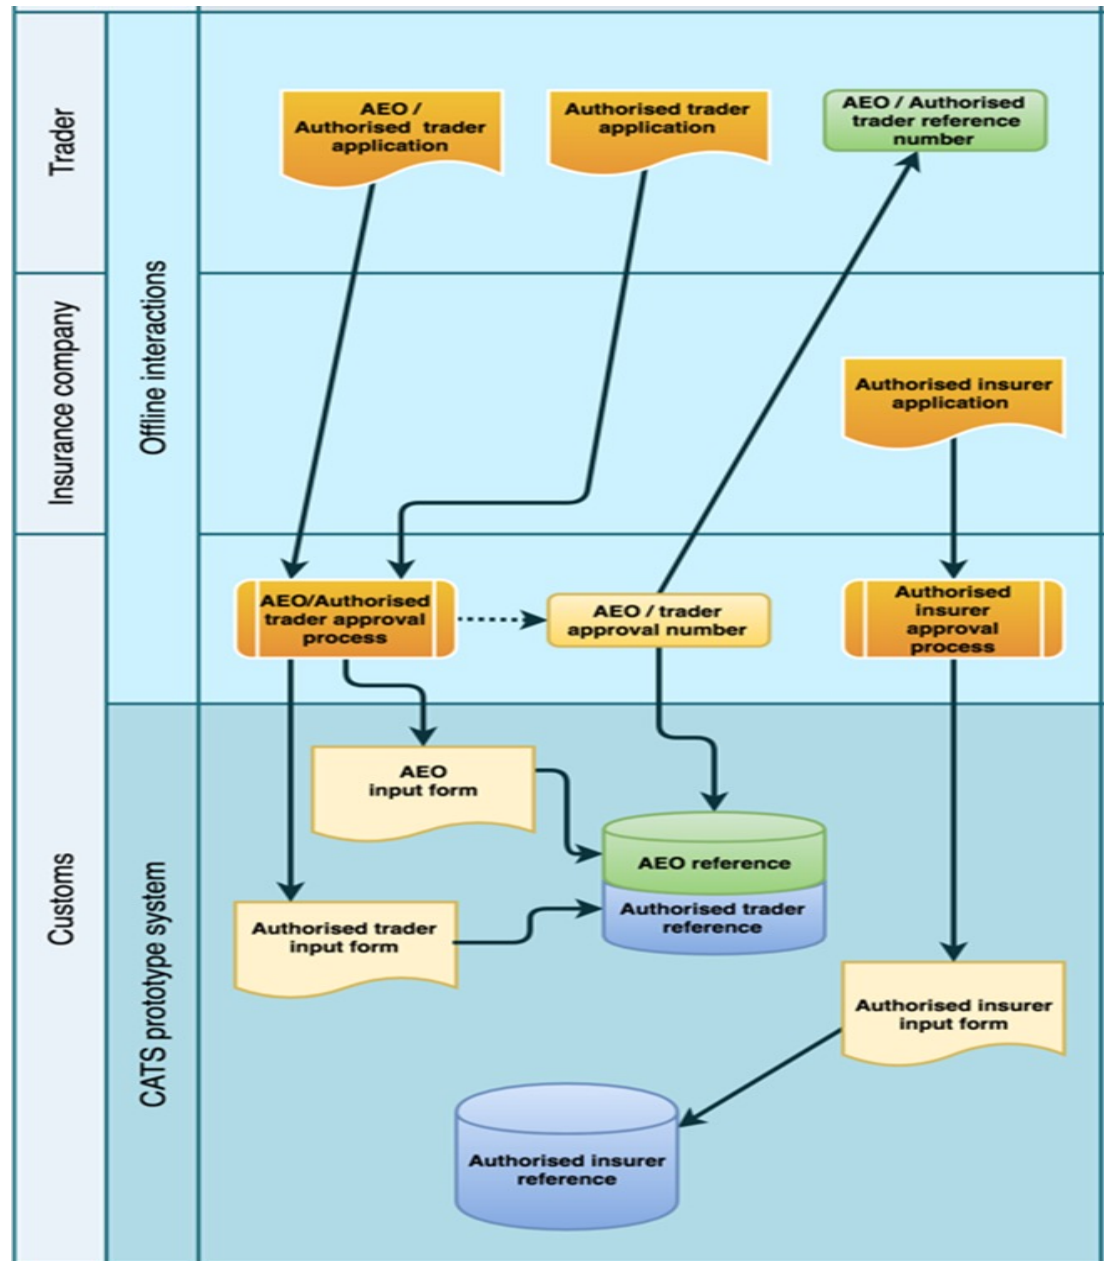 Trader
Insurance company
Customs
Offline interactions
CATS prototype system
AEO /
Authorised trader
application
Authorised trader
application
AEO / Authorised
trader reference
number
Authorised insurer
application
AEO/Authorised
trader approval
process
AEO / trader
approval number
Authorised
insurer
approval
process
AEO
input form
AEO reference
Authorised trader
reference
Authorised trader
input form
Authorised insurer
input form
Authorised insurer
reference